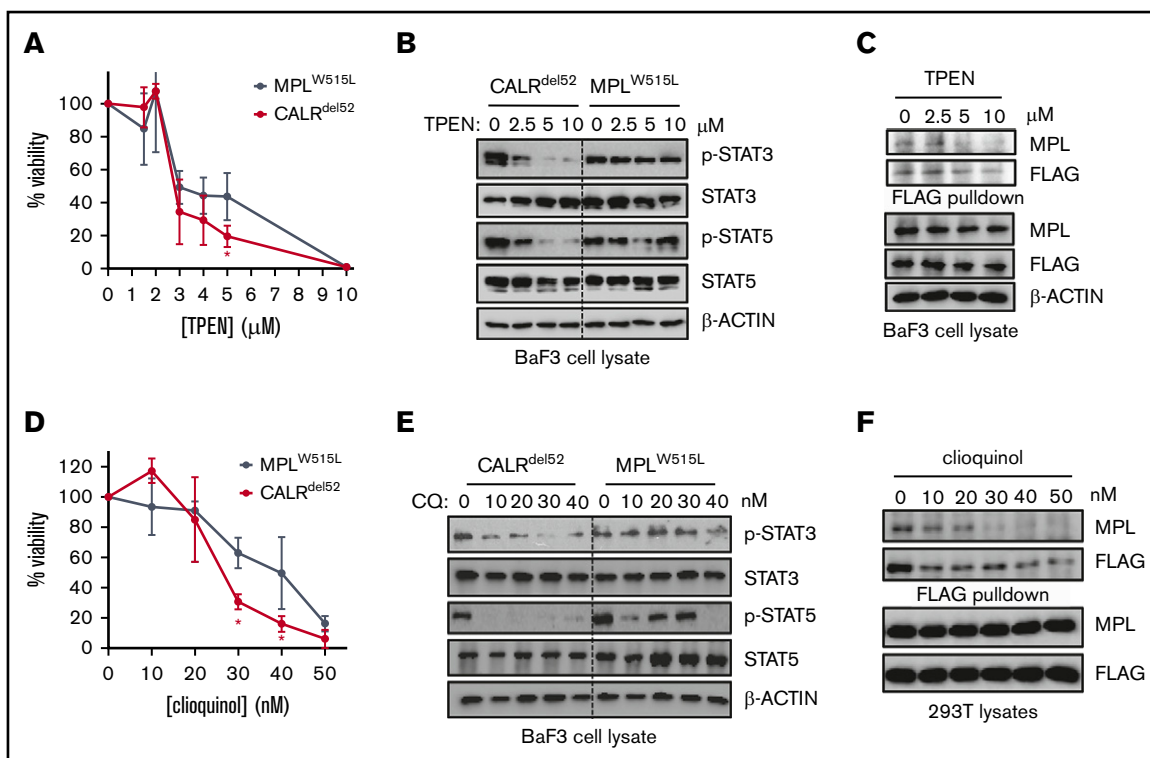 A
MPL^W515L
CALR^del52
100
80
60
40
20
0
% viability
*
0 1 2 3 4 5 6 7 8 9 10
[TPEN] (μM)
B
CALR^del52 MPL^W515L
TPEN: 0 2.5 5 10 0 2.5 5 10 μM
p-STAT3
STAT3
p-STAT5
STAT5
β-ACTIN
BaF3 cell lysate
C
TPEN
0 2.5 5 10 μM
MPL
FLAG
FLAG pulldown
MPL
FLAG
β-ACTIN
BaF3 cell lysate
D
MPL^W515L
CALR^del52
120
100
80
60
40
20
0
% viability
* *
0 10 20 30 40 50
[clioquinol] (nM)
E
CALR^del52 MPL^W515L
CQ: 0 10 20 30 40 0 10 20 30 40 nM
p-STAT3
STAT3
p-STAT5
STAT5
β-ACTIN
BaF3 cell lysate
F
clioquinol
0 10 20 30 40 50 nM
MPL
FLAG
FLAG pulldown
MPL
FLAG
293T lysates